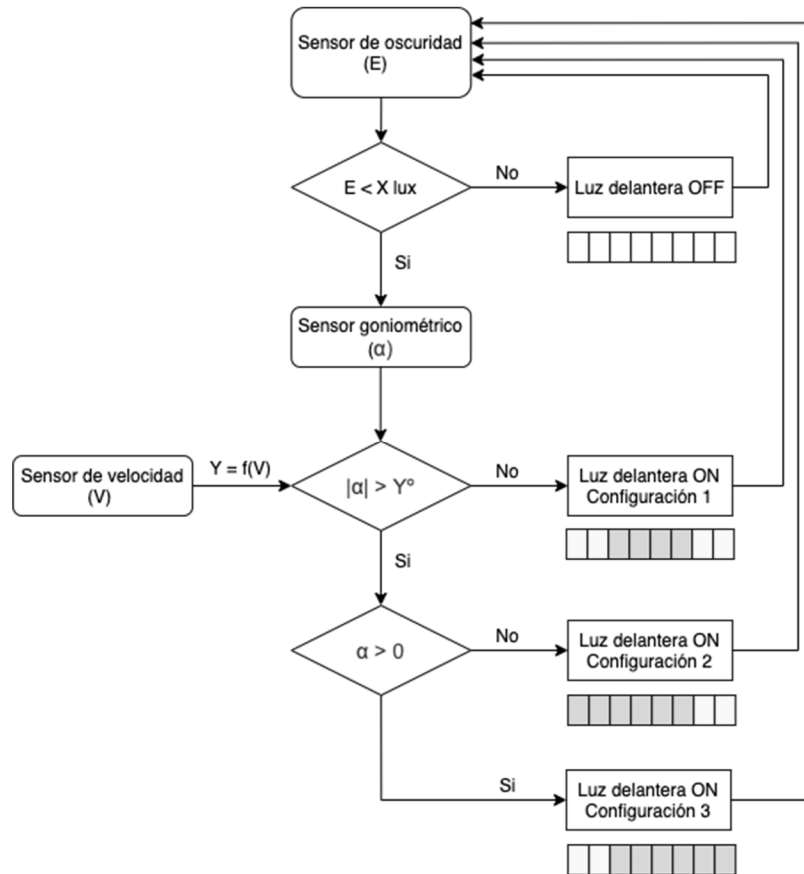 Sensor de oscuridad
(E)
E < X lux
No
Luz delantera OFF
Si
Sensor goniométrico
(α)
Sensor de velocidad
(V)
Y = f(V)
|α| > Yº
No
Luz delantera ON
Configuración 1
Si
α > 0
No
Luz delantera ON
Configuración 2
Si
Luz delantera ON
Configuración 3